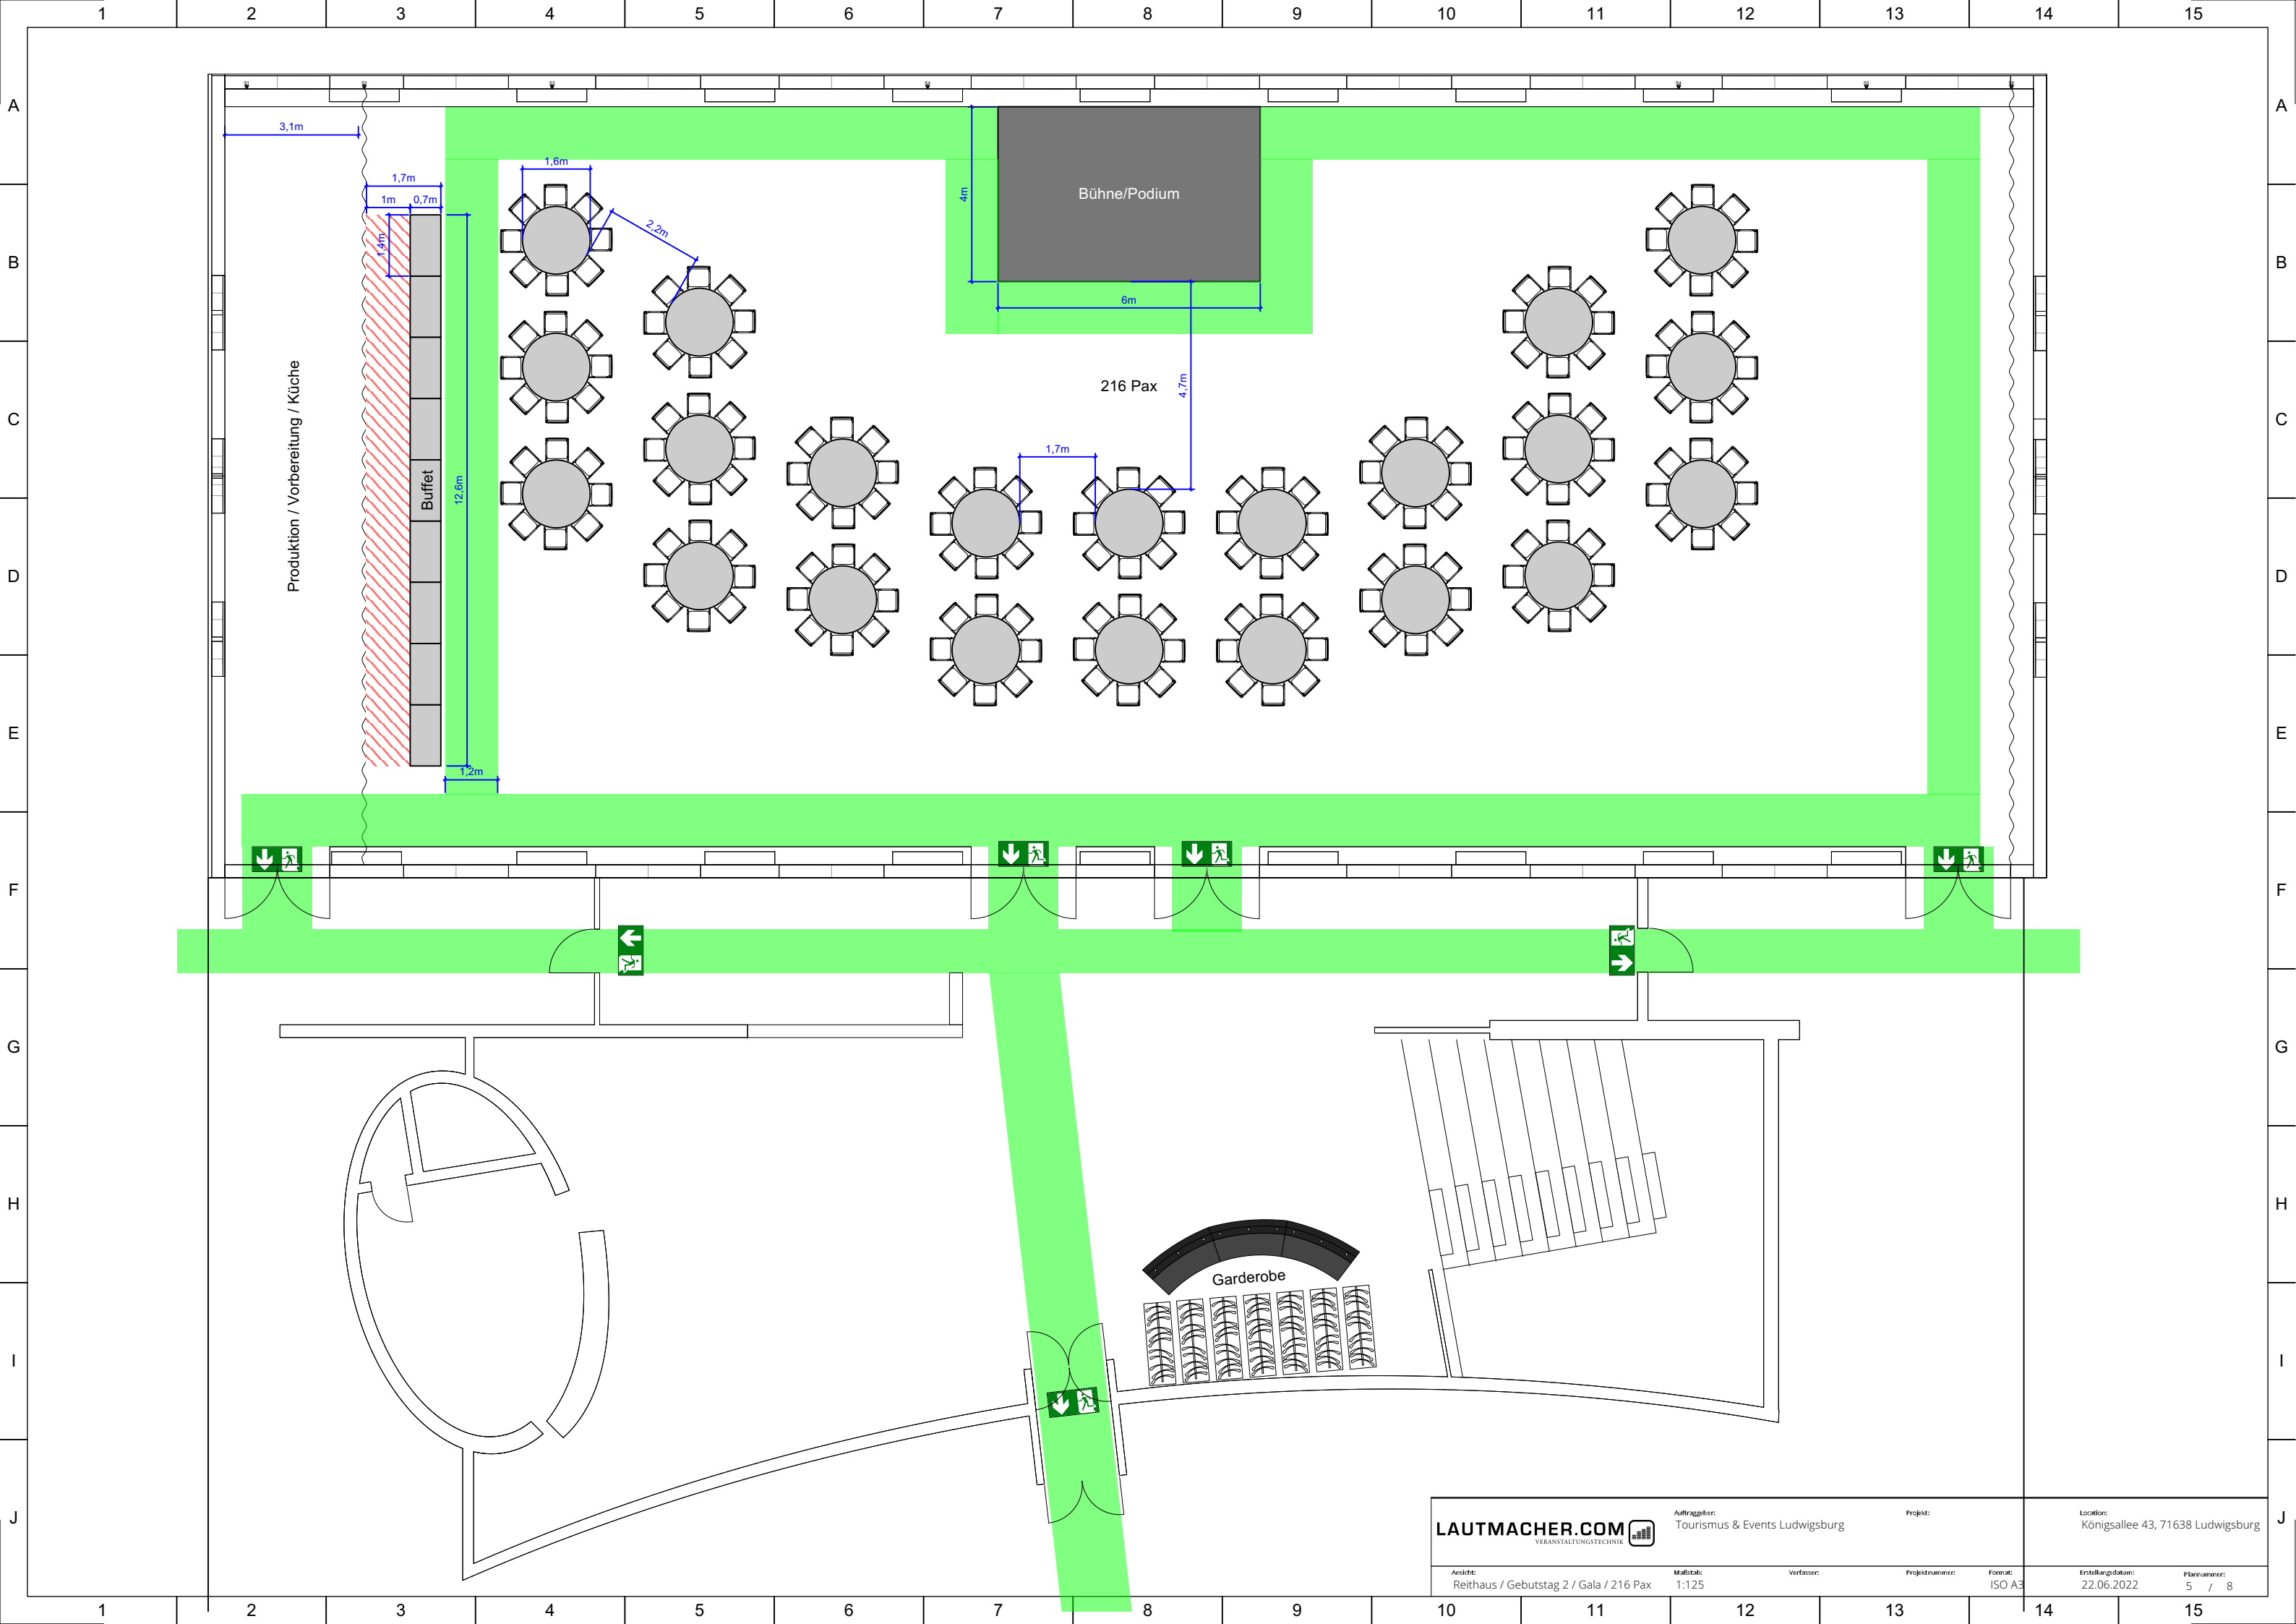 1 2 3 4 5 6 7 8 9 10 11 12 13 14 15
A A
3,1m
1,6m
1,7m
1m 0,7m
4m
Bühne/Podium
2,2m
1,4m
B B
6m
Produktion / Vorbereitung / Küche
216 Pax
4,7m
C C
1,7m
Buffet
12,6m
D D
E E
1,2m
F F
G G
H H
Garderobe
I I
J J
LAUTMACHER.COM
VERANSTALTUNGSTECHNIK
Auftraggeber:
Tourismus & Events Ludwigsburg
Projekt:
Location:
Königsallee 43, 71638 Ludwigsburg
Ansicht:
Reithaus / Gebutstag 2 / Gala / 216 Pax
Maßstab:
1:125
Verfasser:
Projektnummer:
Format:
ISO A3
Erstellungsdatum:
22.06.2022
Plannummer:
5 / 8
1 2 3 4 5 6 7 8 9 10 11 12 13 14 15